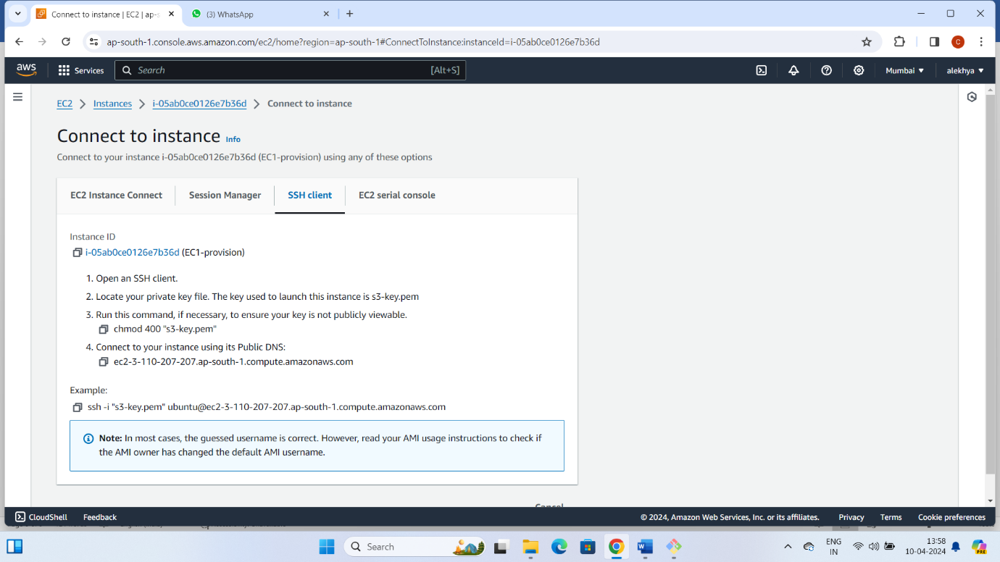 Connect to instance | EC2 | ap-s
(3) WhatsApp
ap-south-1.console.aws.amazon.com/ec2/home?region=ap-south-1#ConnectToInstance:instanceId=i-05ab0ce0126e7b36d
C
aws
Services
Search
[Alt+S]
Mumbai
alekhya
EC2 > Instances > i-05ab0ce0126e7b36d > Connect to instance
Connect to instance Info
Connect to your instance i-05ab0ce0126e7b36d (EC1-provision) using any of these options
EC2 Instance Connect
Session Manager
SSH client
EC2 serial console
Instance ID
i-05ab0ce0126e7b36d (EC1-provision)
1. Open an SSH client.
2. Locate your private key file. The key used to launch this instance is s3-key.pem
3. Run this command, if necessary, to ensure your key is not publicly viewable.
chmod 400 "s3-key.pem"
4. Connect to your instance using its Public DNS:
ec2-3-110-207-207.ap-south-1.compute.amazonaws.com
Example:
ssh -i "s3-key.pem" ubuntu@ec2-3-110-207-207.ap-south-1.compute.amazonaws.com
Note: In most cases, the guessed username is correct. However, read your AMI usage instructions to check if
the AMI owner has changed the default AMI username.
Cancel
CloudShell
Feedback
© 2024, Amazon Web Services, Inc. or its affiliates.
Privacy
Terms
Cookie preferences
Search
ENG
IN
13:58
10-04-2024
PRE